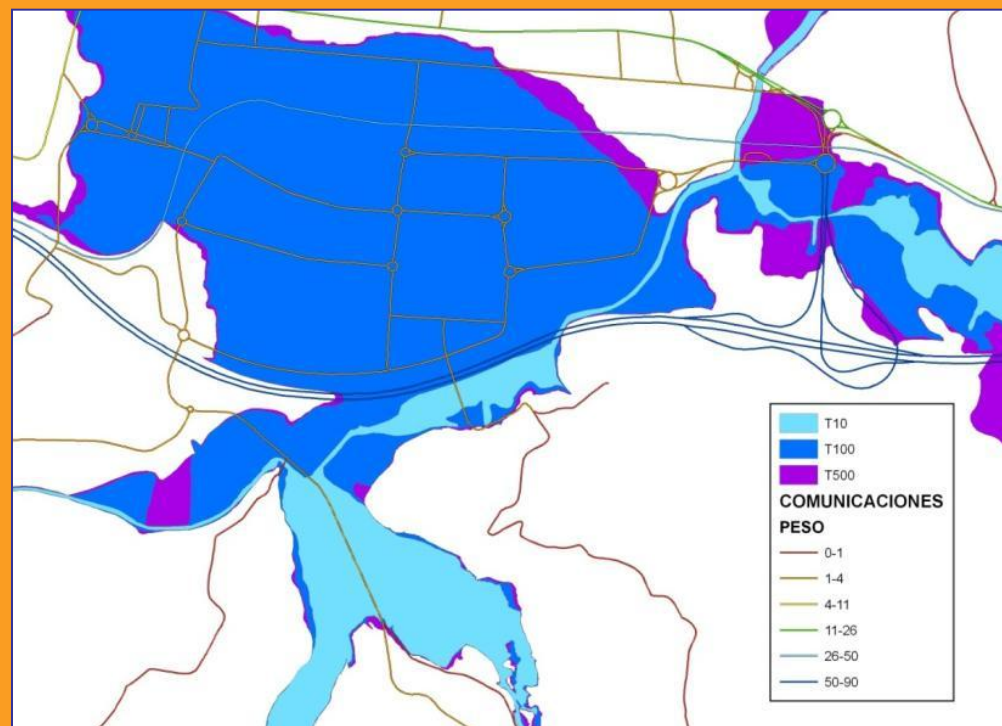 T10
T100
T500
COMUNICACIONES
PESO
0-1
1-4
4-11
11-26
26-50
50-90